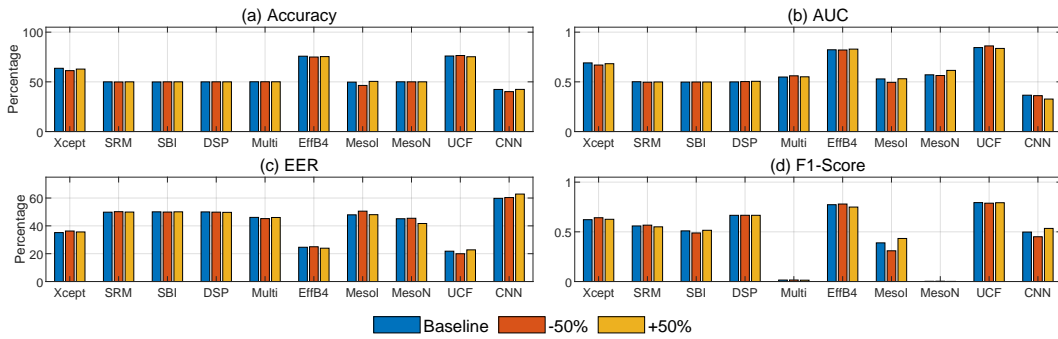 (a) Accuracy
Percentage
100
50
0
Xcept SRM SBI DSP Multi EffB4 MesoI MesoN UCF CNN
(b) AUC
1
0.5
0
Xcept SRM SBI DSP Multi EffB4 MesoI MesoN UCF CNN
(c) EER
Percentage
60
40
20
0
Xcept SRM SBI DSP Multi EffB4 MesoI MesoN UCF CNN
(d) F1-Score
1
0.5
0
Xcept SRM SBI DSP Multi EffB4 MesoI MesoN UCF CNN
Baseline -50% +50%